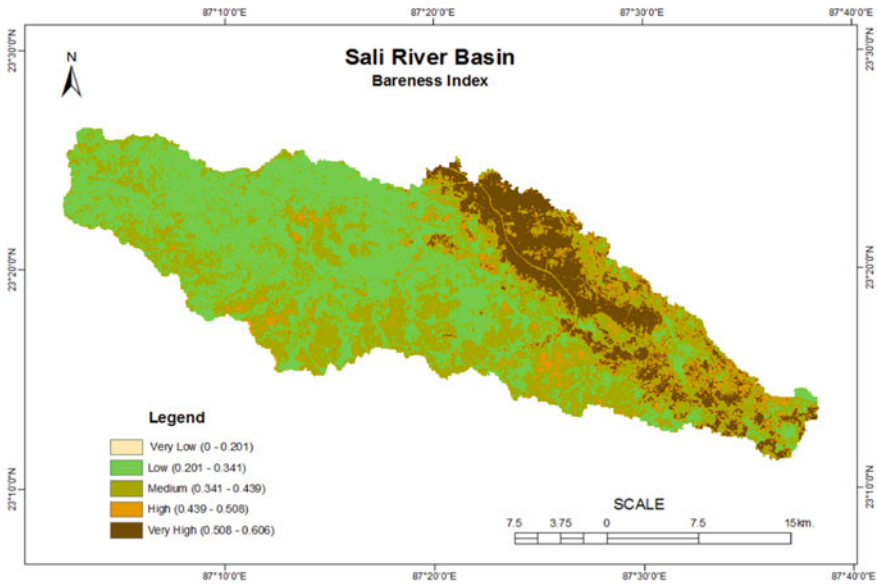 87°10'0"E 87°20'0"E 87°30'0"E 87°40'0"E
23°30'0"N
23°30'0"N
Sali River Basin
Bareness Index
N
23°20'0"N
23°20'0"N
Legend
Very Low (0 - 0.201)
Low (0.201 - 0.341)
Medium (0.341 - 0.439)
High (0.439 - 0.508)
Very High (0.508 - 0.606)
23°10'0"N
23°10'0"N
SCALE
7.5 3.75 0 7.5 15km.
87°10'0"E 87°20'0"E 87°30'0"E 87°40'0"E